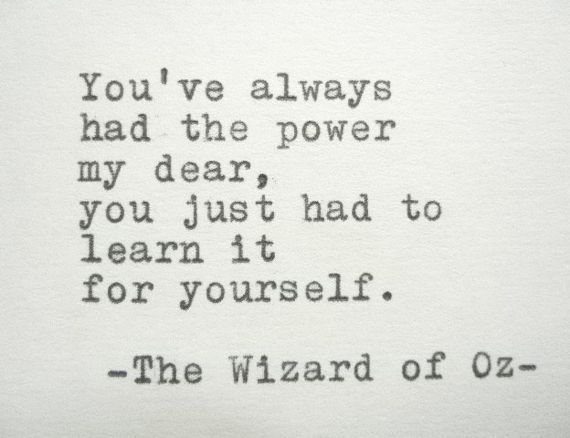 You've always
had the power
my dear,
you just had to
learn it
for yourself.
-The Wizard of Oz-